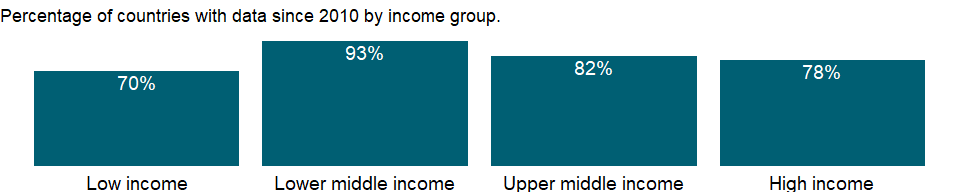 Percentage of countries with data since 2010 by income group.
70%
93%
82%
78%
Low income
Lower middle income
Upper middle income
High income